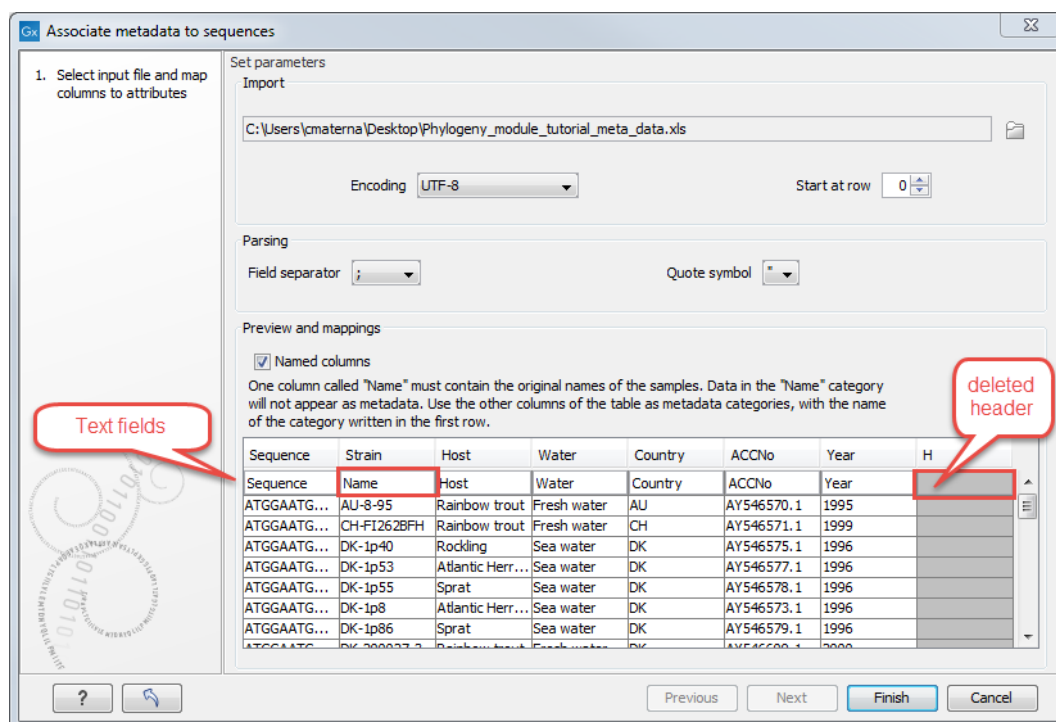 Gx Associate metadata to sequences
1. Select input file and map
columns to attributes
Set parameters
Import
C:\Users\cmaterna\Desktop\Phylogeny_module_tutorial_meta_data.xls
Encoding UTF-8 Start at row 0
Parsing
Field separator ; Quote symbol "
Preview and mappings
Named columns
One column called "Name" must contain the original names of the samples. Data in the "Name" category
will not appear as metadata. Use the other columns of the table as metadata categories, with the name
of the category written in the first row.
deleted
header
Text fields
Sequence Strain Host Water Country ACCNo Year H
Sequence Name Host Water Country ACCNo Year
ATGGAATG... AU-8-95 Rainbow trout Fresh water AU AY546570.1 1995
ATGGAATG... CH-FI262BFH Rainbow trout Fresh water CH AY546571.1 1999
ATGGAATG... DK-1p40 Rockling Sea water DK AY546575.1 1996
ATGGAATG... DK-1p53 Atlantic Herr... Sea water DK AY546577.1 1996
ATGGAATG... DK-1p55 Sprat Sea water DK AY546578.1 1996
ATGGAATG... DK-1p8 Atlantic Herr... Sea water DK AY546573.1 1996
ATGGAATG... DK-1p86 Sprat Sea water DK AY546579.1 1996
? Previous Next Finish Cancel